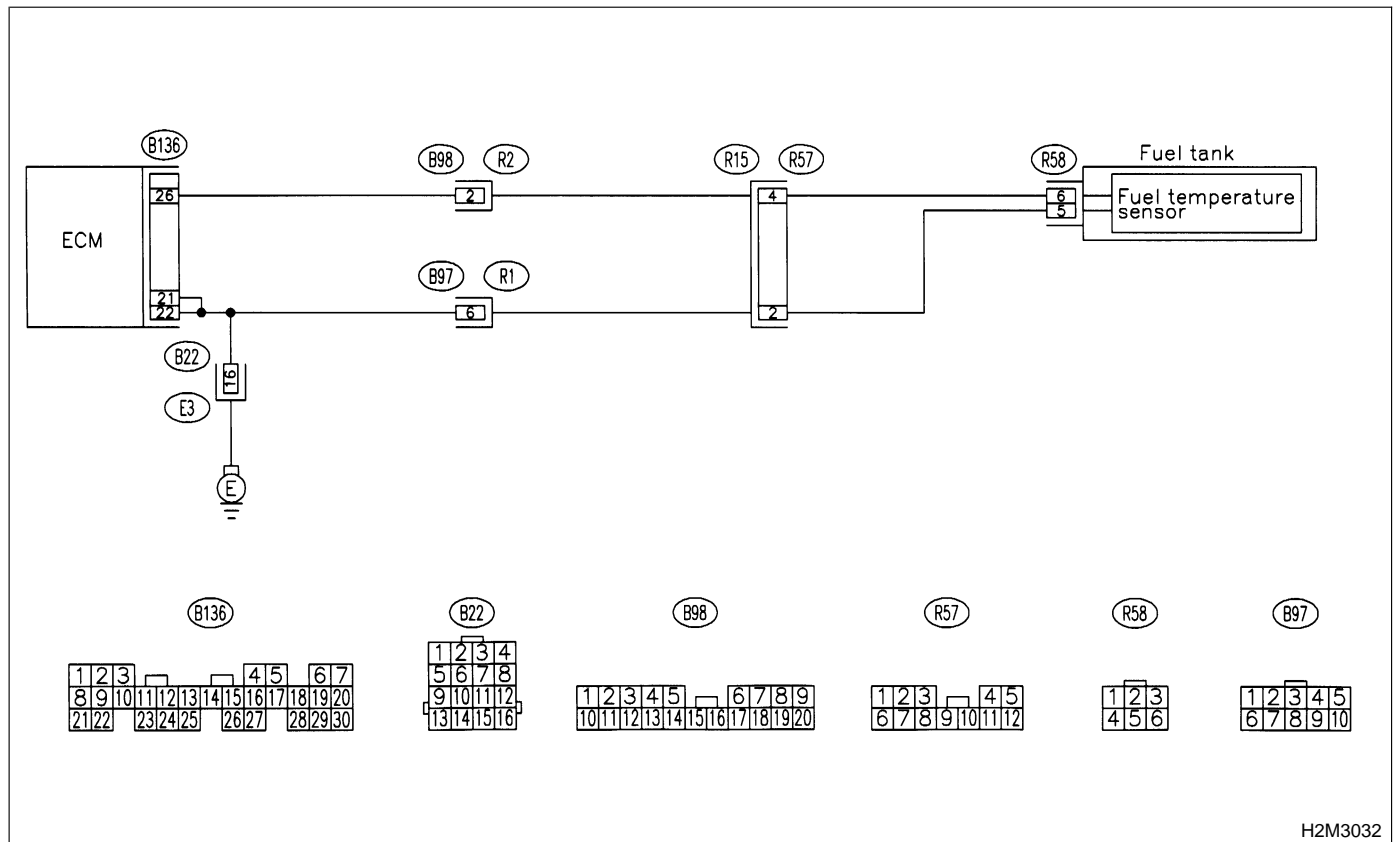 B136
B98 R2
R15 R57
R58
Fuel tank
26
2
4
6
Fuel temperature
5
sensor
ECM
B97 R1
21
22
6
2
B22
16
E3
E
B136
B22
B98
R57
R58
B97
1 2 3 4 5 6 7
8 9 10 11 12 13 14 15 16 17 18 19 20
21 22 23 24 25 26 27 28 29 30
1 2 3 4
5 6 7 8
9 10 11 12
13 14 15 16
1 2 3 4 5 6 7 8 9
10 11 12 13 14 15 16 17 18 19 20
1 2 3 4 5
6 7 8 9 10 11 12
1 2 3
4 5 6
1 2 3 4 5
6 7 8 9 10
H2M3032